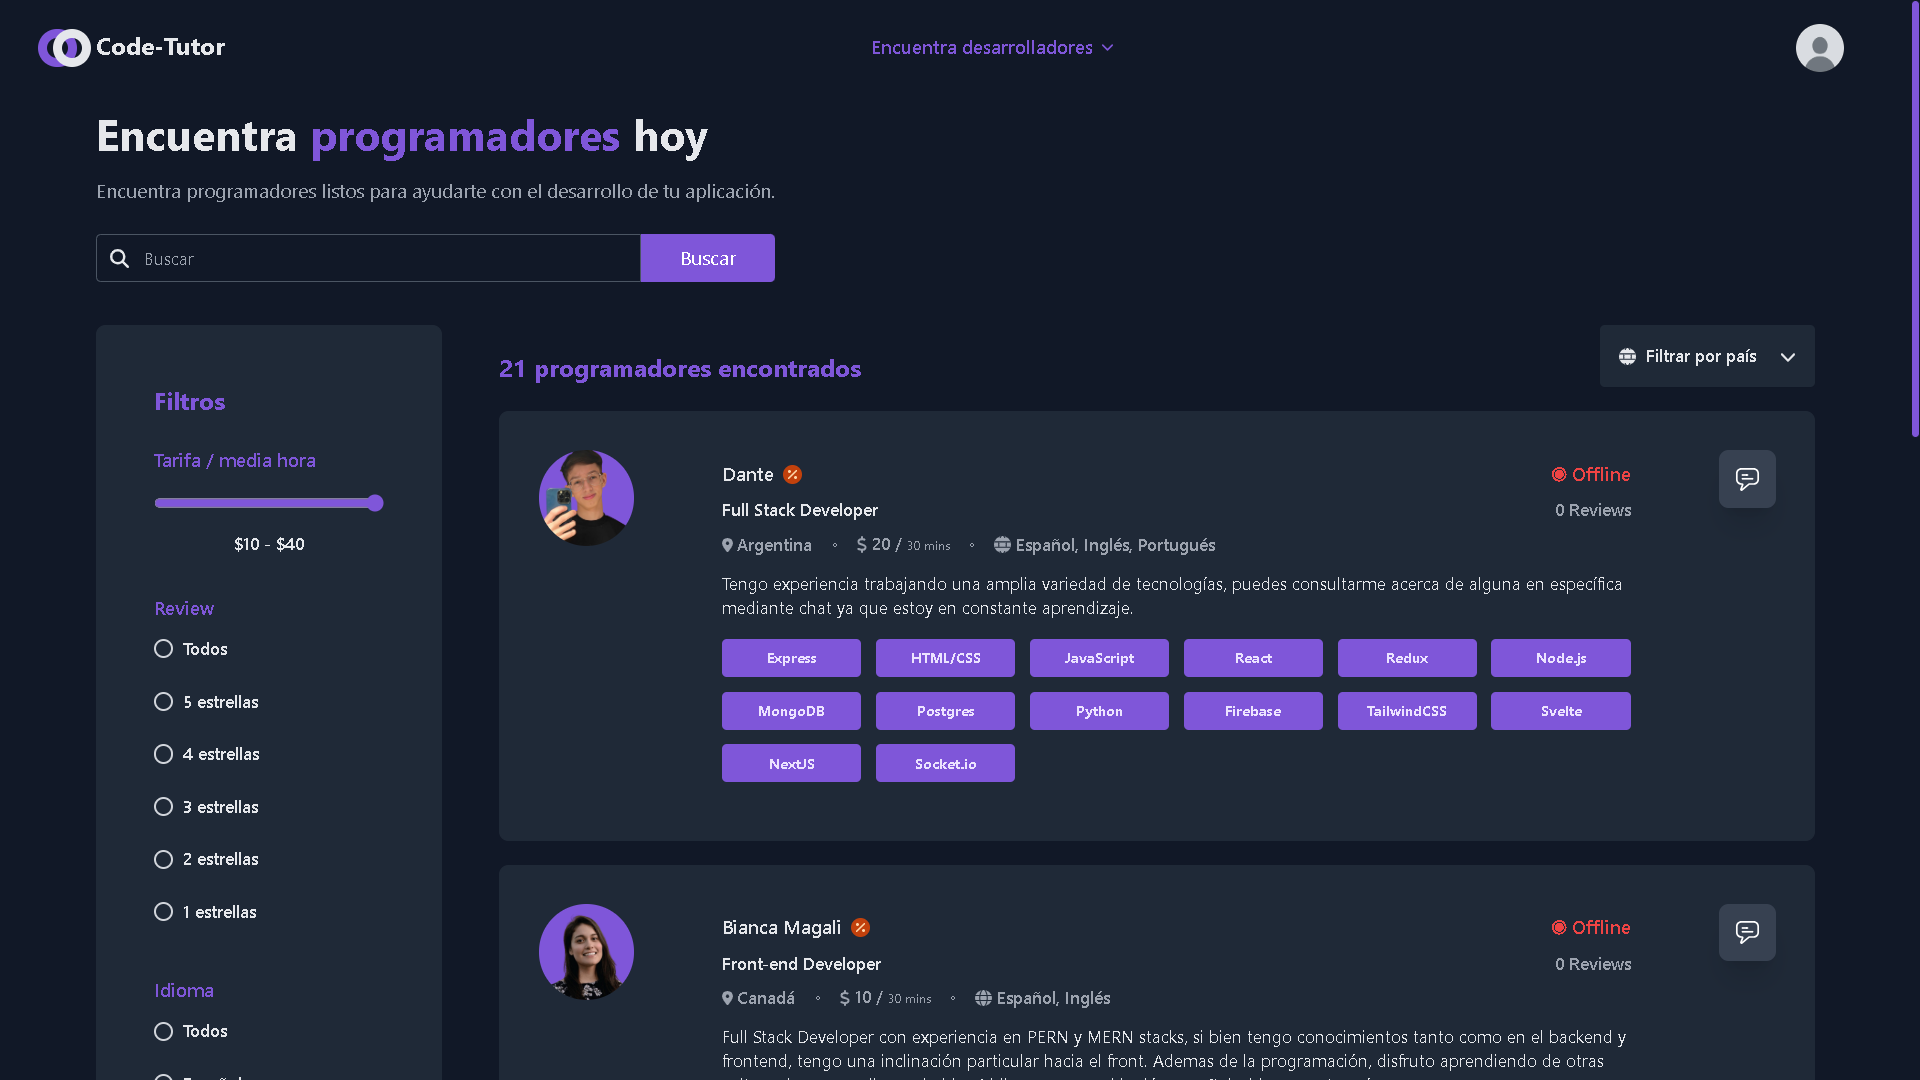 Code-Tutor
Encuentra desarrolladores
Encuentra programadores hoy
Encuentra programadores listos para ayudarte con el desarrollo de tu aplicación.
Buscar
Buscar
Filtros
Tarifa / media hora
$10 - $40
Review
Todos
5 estrellas
4 estrellas
3 estrellas
2 estrellas
1 estrellas
Idioma
Todos
21 programadores encontrados
Filtrar por país
Dante
Offline
Full Stack Developer
0 Reviews
Argentina ◦ $ 20 / 30 mins ◦ Español, Inglés, Portugués
Tengo experiencia trabajando una amplia variedad de tecnologías, puedes consultarme acerca de alguna en específica
mediante chat ya que estoy en constante aprendizaje.
Express HTML/CSS JavaScript React Redux Node.js
MongoDB Postgres Python Firebase TailwindCSS Svelte
NextJS Socket.io
Bianca Magali
Offline
Front-end Developer
0 Reviews
Canadá ◦ $ 10 / 30 mins ◦ Español, Inglés
Full Stack Developer con experiencia en PERN y MERN stacks, si bien tengo conocimientos tanto como en el backend y
frontend, tengo una inclinación particular hacia el front. Ademas de la programación, disfruto aprendiendo de otras